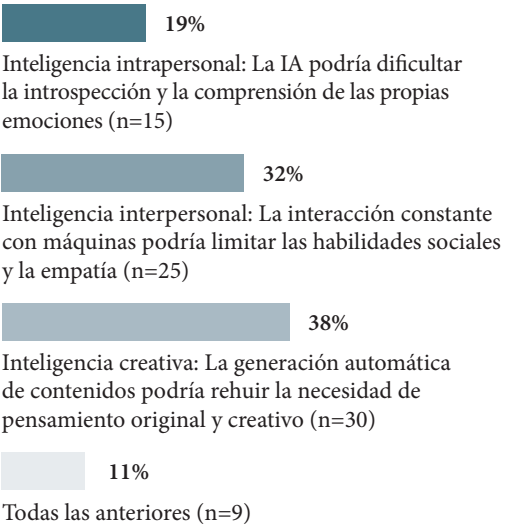 19%
Inteligencia intrapersonal: La IA podría dificultar
la introspección y la comprensión de las propias
emociones (n=15)
32%
Inteligencia interpersonal: La interacción constante
con máquinas podría limitar las habilidades sociales
y la empatía (n=25)
38%
Inteligencia creativa: La generación automática
de contenidos podría rehuir la necesidad de
pensamiento original y creativo (n=30)
11%
Todas las anteriores (n=9)